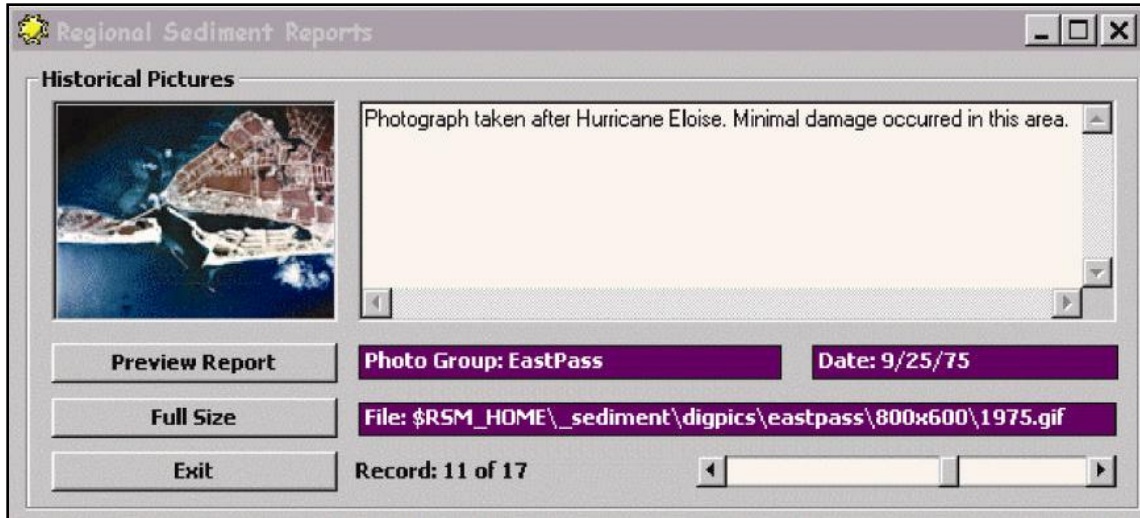 Regional Sediment Reports
Historical Pictures
Photograph taken after Hurricane Eloise. Minimal damage occurred in this area.
Preview Report
Photo Group: EastPass
Date: 9/25/75
Full Size
File: $RSM_HOME\_sediment\digpics\eastpass\800x600\1975.gif
Exit
Record: 11 of 17